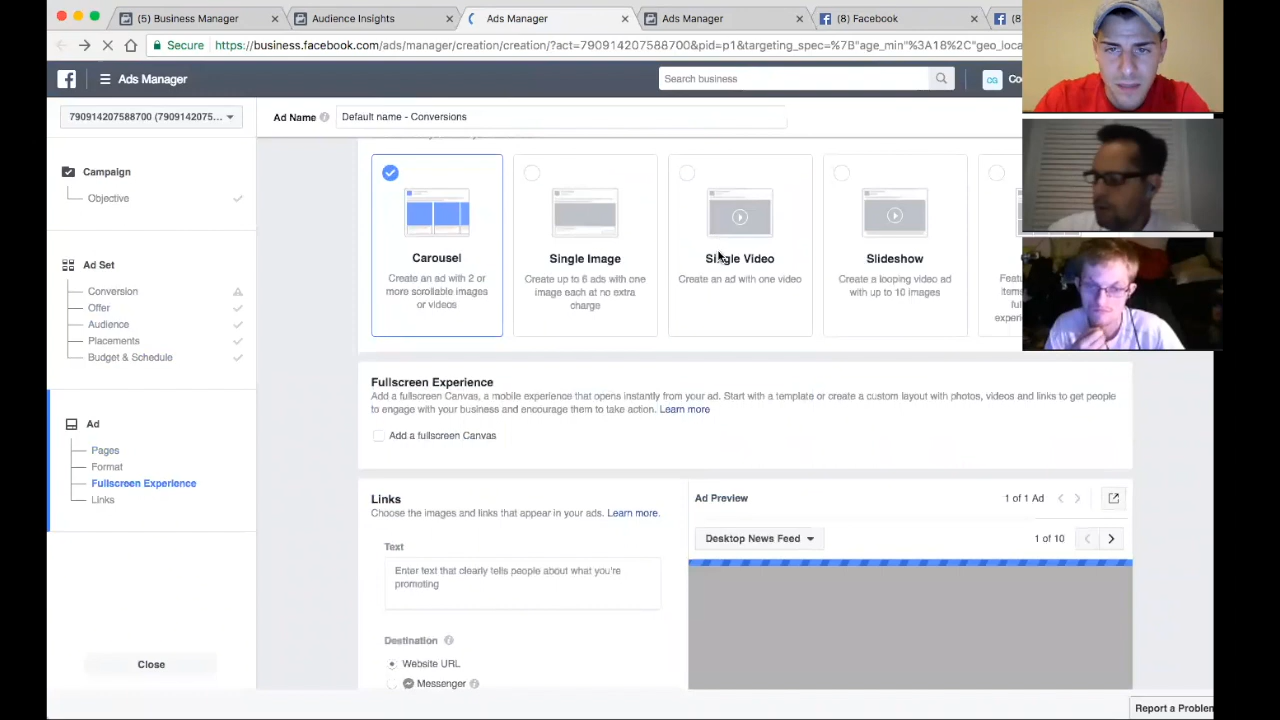 (5) Business Manager
Audience Insights
Ads Manager
Ads Manager
(8) Facebook
(8)
Secure
https://business.facebook.com/ads/manager/creation/creation/?act=790914207588700&pid=p1&targeting_spec=%7B"age_min"%3A18%2C"geo_loca
Ads Manager
Search business
CG
Co
790914207588700 (7909142075...
Ad Name
Default name - Conversions
Campaign
Objective
Ad Set
Conversion
Offer
Audience
Placements
Budget & Schedule
Ad
Pages
Format
Fullscreen Experience
Links
Close
Carousel
Create an ad with 2 or
more scrollable images
or videos
Single Image
Create up to 6 ads with one
image each at no extra
charge
Single Video
Create an ad with one video
Slideshow
Create a looping video ad
with up to 10 images
Fullscreen Experience
Add a fullscreen Canvas, a mobile experience that opens instantly from your ad. Start with a template or create a custom layout with photos, videos and links to get people
to engage with your business and encourage them to take action. Learn more
Add a fullscreen Canvas
Links
Choose the images and links that appear in your ads. Learn more.
Text
Enter text that clearly tells people about what you're
promoting
Destination
Website URL
Messenger
Ad Preview
1 of 1 Ad
Desktop News Feed
1 of 10
Report a Problem